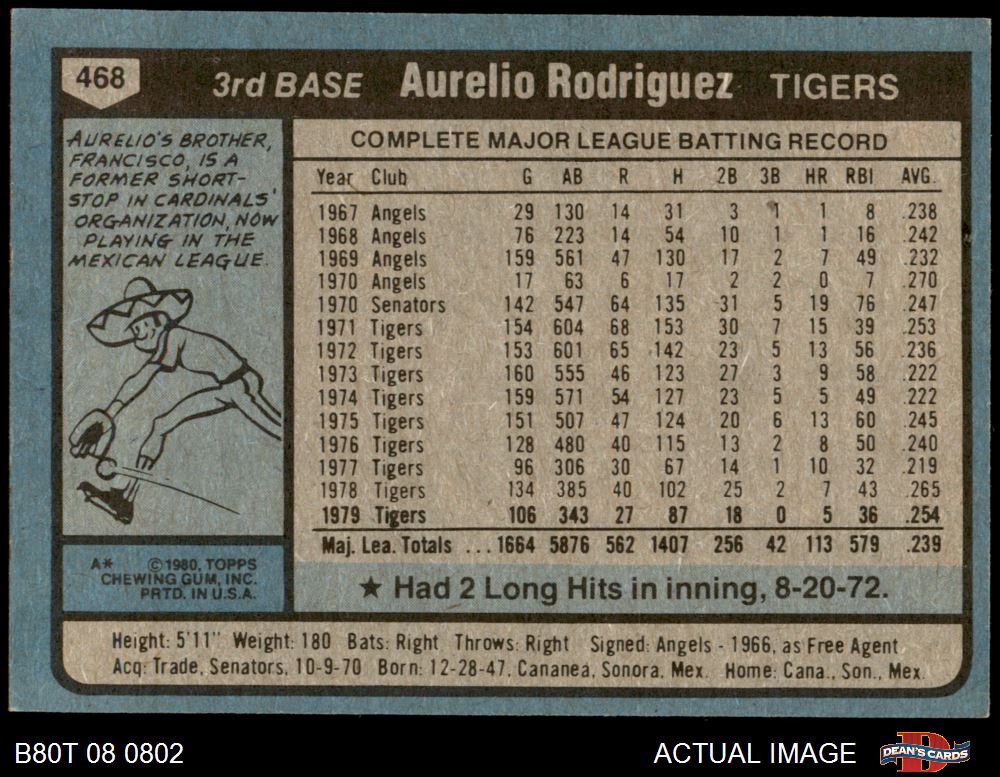 468 3rd BASE Aurelio Rodriguez TIGERS
AURELIO'S BROTHER,
FRANCISCO, IS A
FORMER SHORT-
STOP IN CARDINALS'
ORGANIZATION, NOW
PLAYING IN THE
MEXICAN LEAGUE.
COMPLETE MAJOR LEAGUE BATTING RECORD
Year Club G AB R H 2B 3B HR RBI AVG.
1967 Angels 29 130 14 31 3 1 1 8 .238
1968 Angels 76 223 14 54 10 1 1 16 .242
1969 Angels 159 561 47 130 17 2 7 49 .232
1970 Angels 17 63 6 17 2 2 0 7 .270
1970 Senators 142 547 64 135 31 5 19 76 .247
1971 Tigers 154 604 68 153 30 7 15 39 .253
1972 Tigers 153 601 65 142 23 5 13 56 .236
1973 Tigers 160 555 46 123 27 3 9 58 .222
1974 Tigers 159 571 54 127 23 5 5 49 .222
1975 Tigers 151 507 47 124 20 6 13 60 .245
1976 Tigers 128 480 40 115 13 2 8 50 .240
1977 Tigers 96 306 30 67 14 1 10 32 .219
1978 Tigers 134 385 40 102 25 2 7 43 .265
1979 Tigers 106 343 27 87 18 0 5 36 .254
Maj. Lea. Totals ... 1664 5876 562 1407 256 42 113 579 .239
A* ©1980, TOPPS
CHEWING GUM, INC.
PRTD. IN U.S.A.
★ Had 2 Long Hits in inning, 8-20-72.
Height: 5'11" Weight: 180 Bats: Right Throws: Right Signed: Angels - 1966, as Free Agent
Acq: Trade, Senators, 10-9-70 Born: 12-28-47, Cananea, Sonora, Mex. Home: Cana., Son., Mex.
B80T 08 0802 ACTUAL IMAGE DEAN'S CARDS